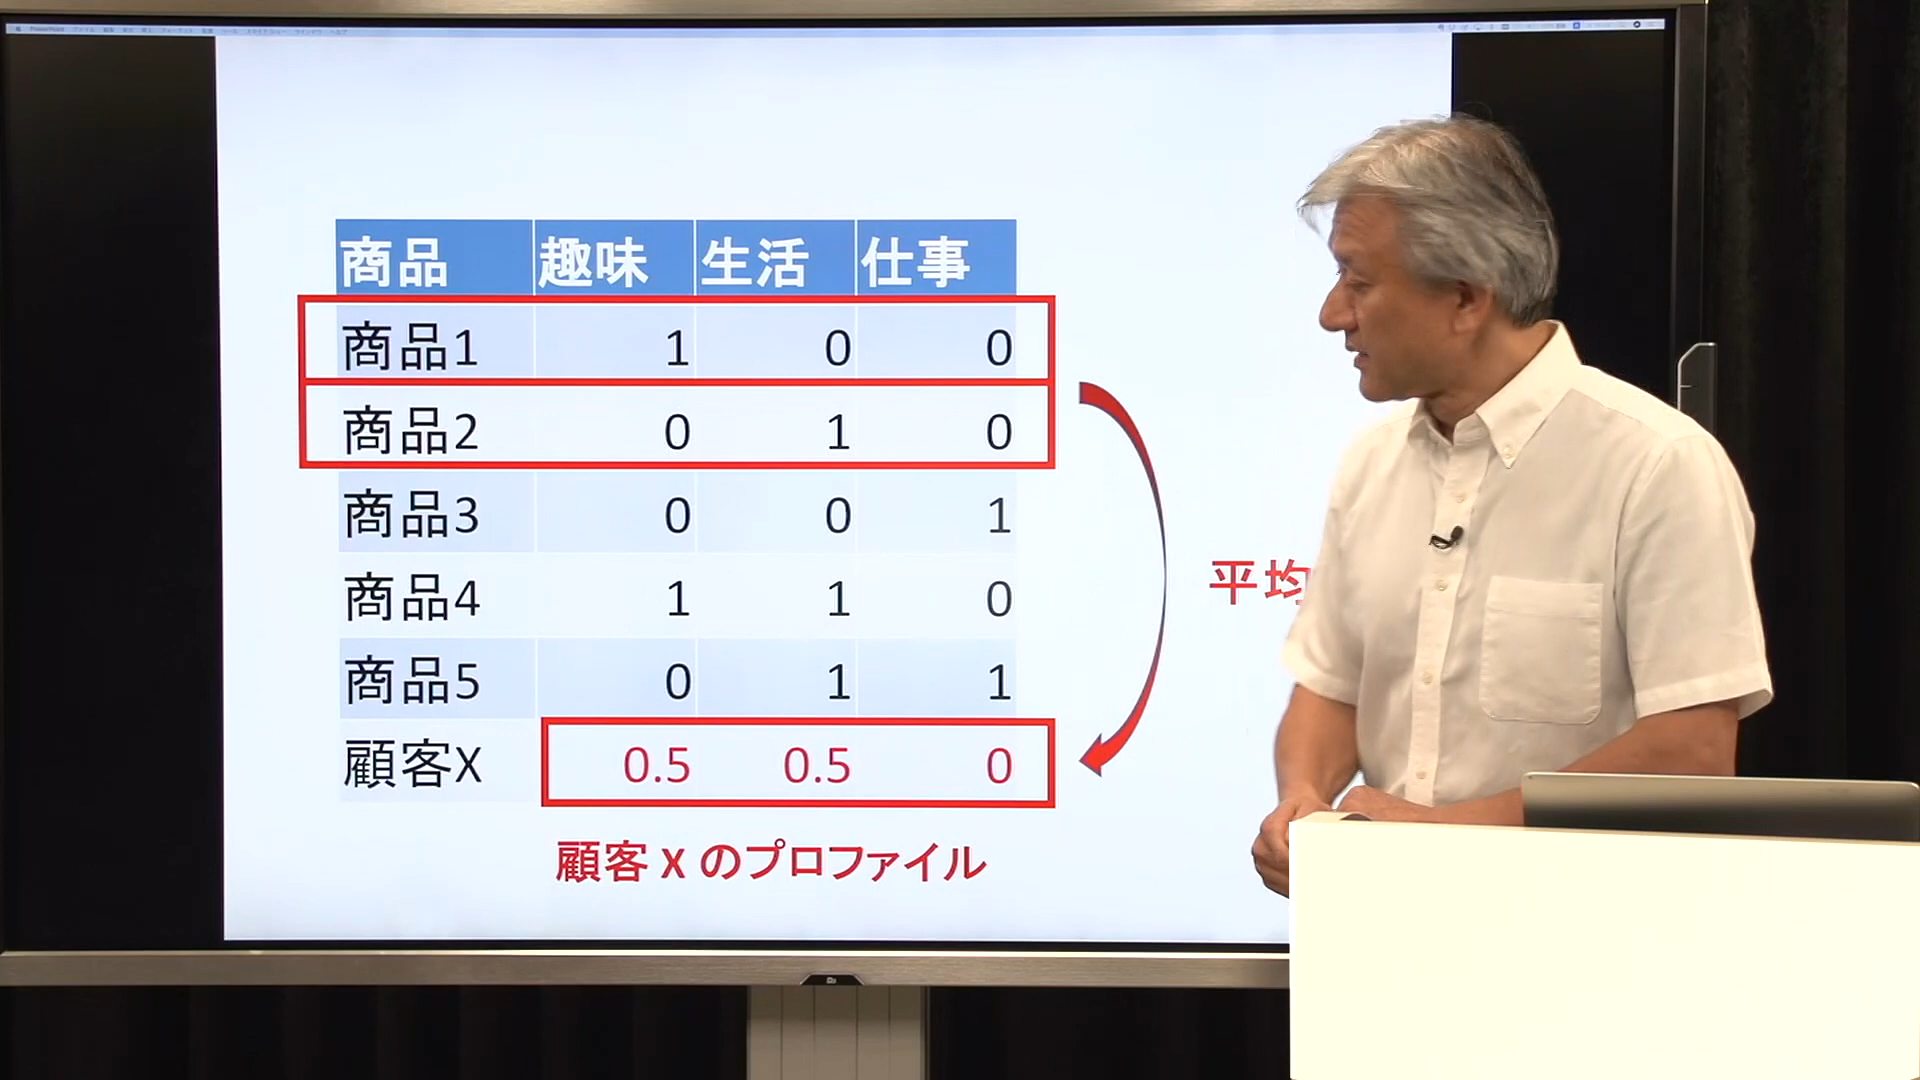 商品 趣味 生活 仕事
商品1 1 0 0
商品2 0 1 0
商品3 0 0 1
商品4 1 1 0
商品5 0 1 1
顧客X 0.5 0.5 0
平均
顧客 X のプロファイル